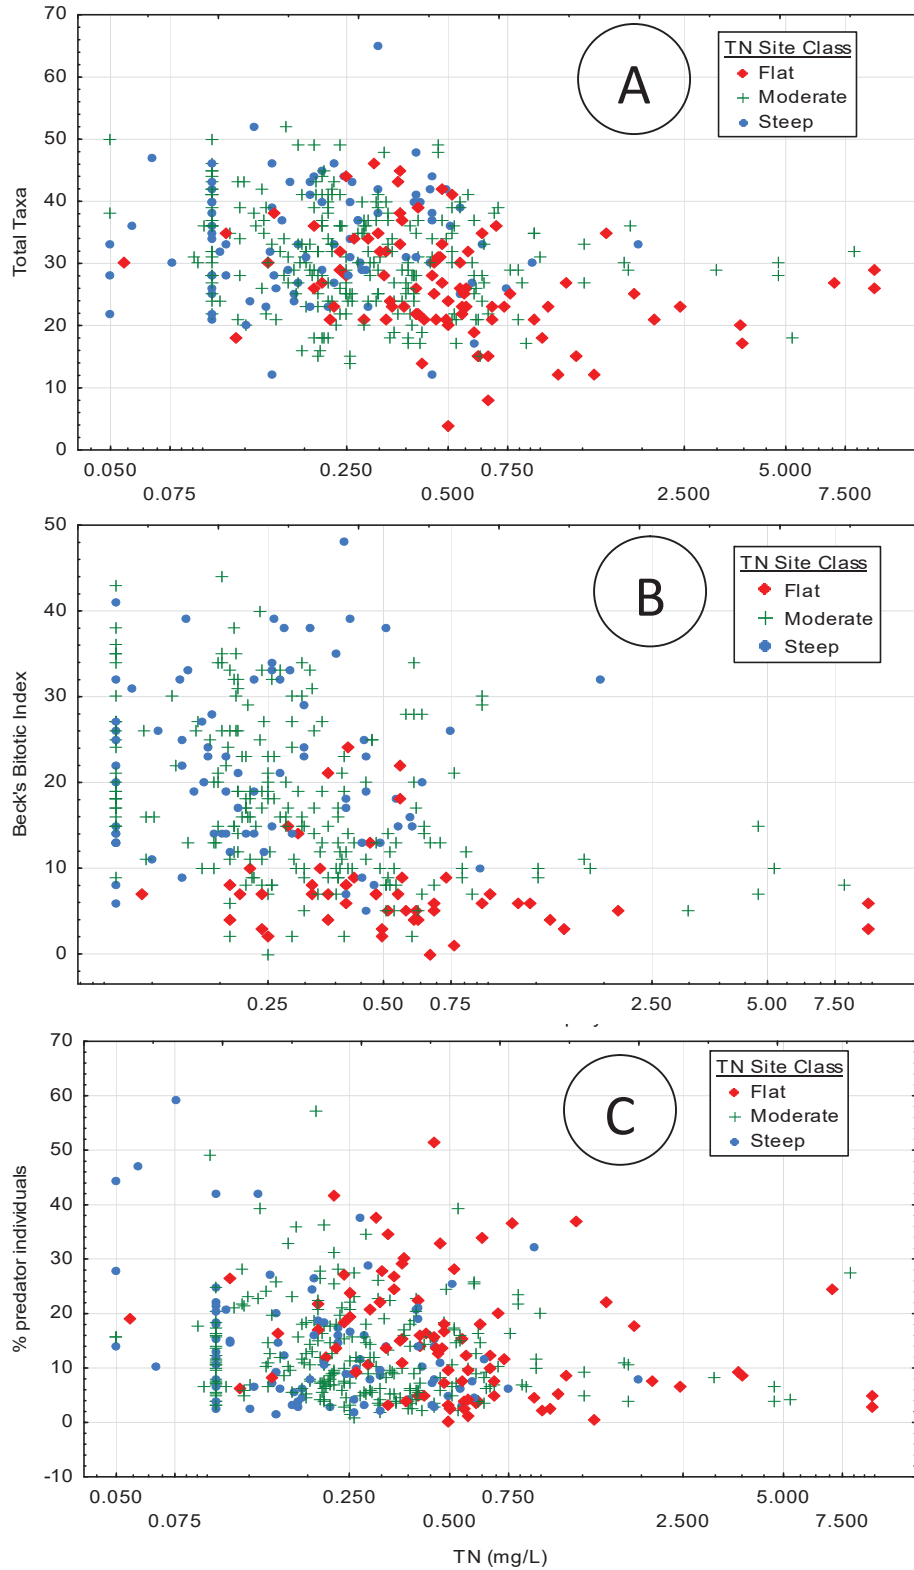 70
60
50
40
30
20
10
0
Total Taxa
A
TN Site Class
Flat
Moderate
Steep
0.050 0.250 0.750 5.000
0.075 0.500 2.500 7.500
50
40
30
20
10
0
Beck's Bitotic Index
B
TN Site Class
Flat
Moderate
Steep
0.25 0.50 0.75 2.50 5.00 7.50
70
60
50
40
30
20
10
0
-10
% predator individuals
C
TN Site Class
Flat
Moderate
Steep
0.050 0.250 0.750 5.000
0.075 0.500 2.500 7.500
TN (mg/L)